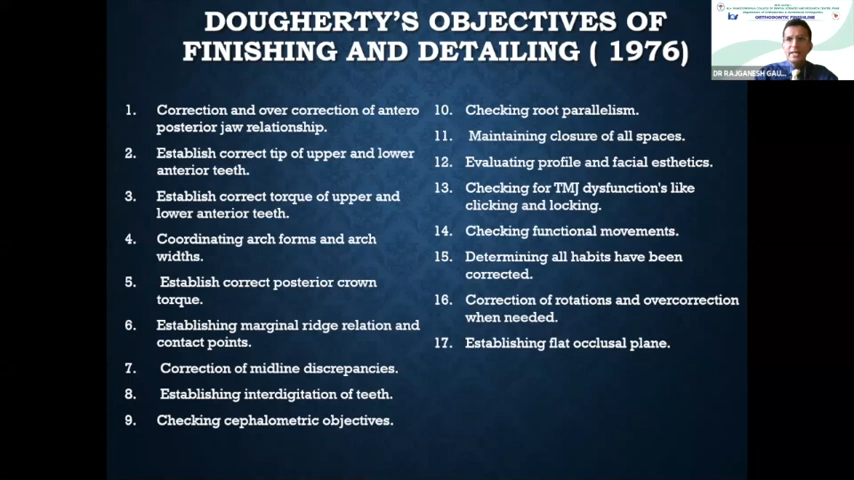 DOUGHERTY'S OBJECTIVES OF
FINISHING AND DETAILING ( 1976)
1. Correction and over correction of antero
posterior jaw relationship.
2. Establish correct tip of upper and lower
anterior teeth.
3. Establish correct torque of upper and
lower anterior teeth.
4. Coordinating arch forms and arch
widths.
5. Establish correct posterior crown
torque.
6. Establishing marginal ridge relation and
contact points.
7. Correction of midline discrepancies.
8. Establishing interdigitation of teeth.
9. Checking cephalometric objectives.
10. Checking root parallelism.
11. Maintaining closure of all spaces.
12. Evaluating profile and facial esthetics.
13. Checking for TMJ dysfunction's like
clicking and locking.
14. Checking functional movements.
15. Determining all habits have been
corrected.
16. Correction of rotations and overcorrection
when needed.
17. Establishing flat occlusal plane.
ORTHODONTIC FINISHLINE
DR RAJGANESH GAU...